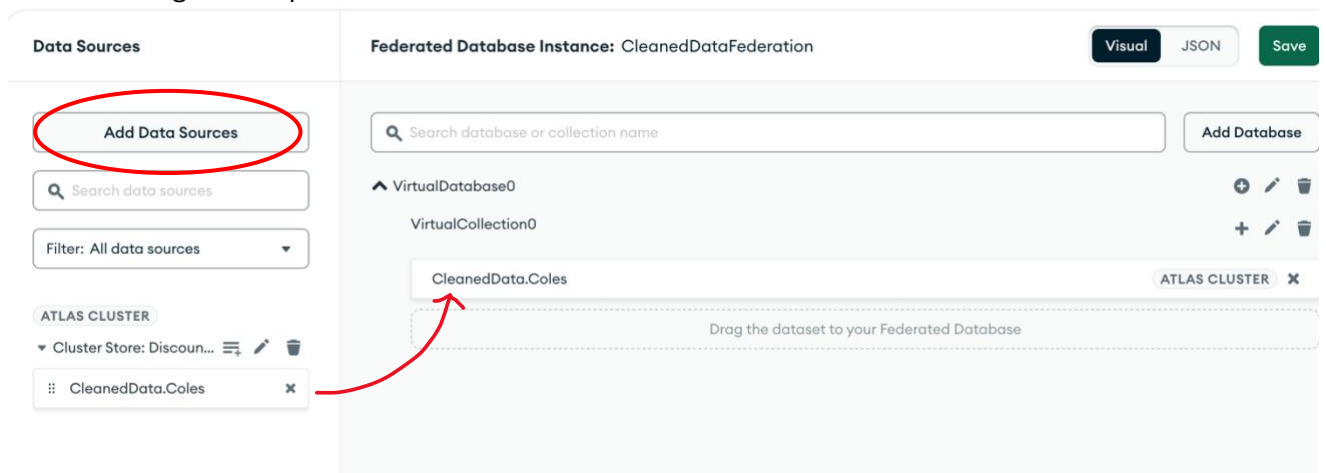 Data Sources
Federated Database Instance: CleanedDataFederation
Visual
JSON
Save
Add Data Sources
Search database or collection name
Add Database
Search data sources
VirtualDatabase0
VirtualCollection0
Filter: All data sources
CleanedData.Coles
ATLAS CLUSTER
ATLAS CLUSTER
Drag the dataset to your Federated Database
Cluster Store: Discoun...
CleanedData.Coles